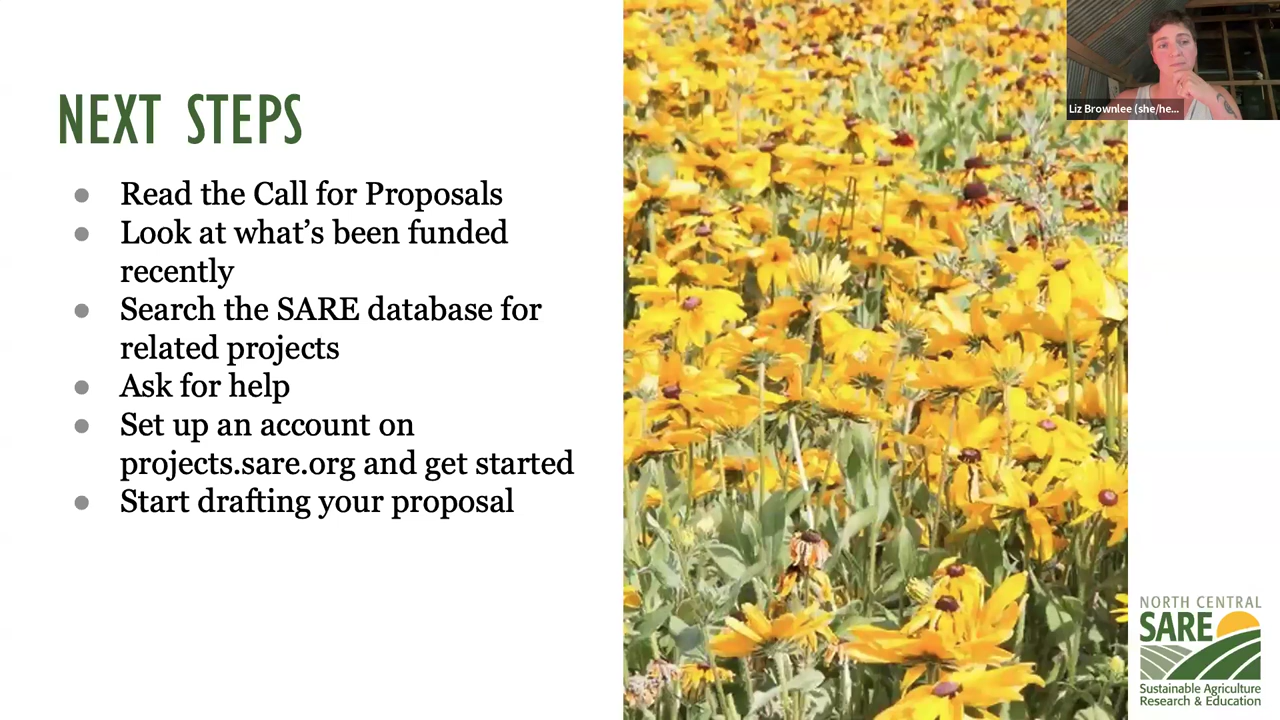 NEXT STEPS
● Read the Call for Proposals
● Look at what’s been funded
recently
● Search the SARE database for
related projects
● Ask for help
● Set up an account on
projects.sare.org and get started
● Start drafting your proposal
Liz Brownlee (she/he...
NORTH CENTRAL
SARE
Sustainable Agriculture
Research & Education